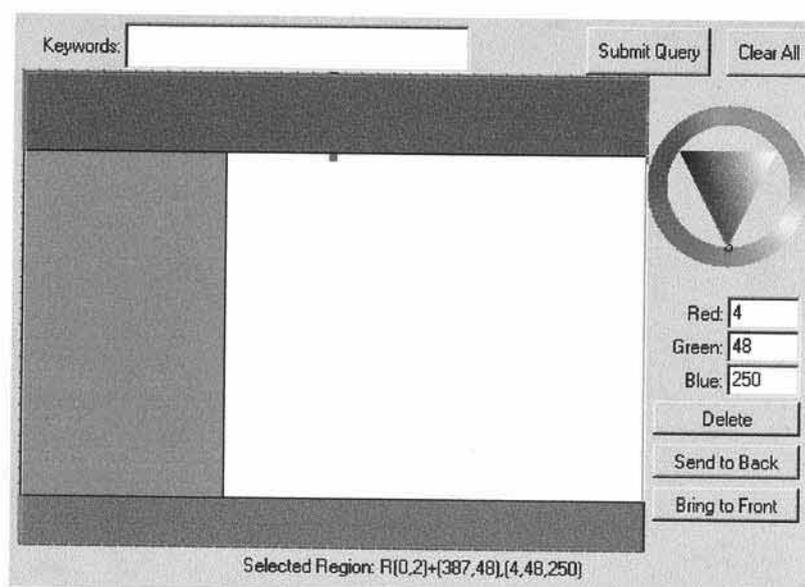 Keywords: Submit Query Clear All
Red: 4
Green: 48
Blue: 250
Delete
Send to Back
Bring to Front
Selected Region: R(0,2)+(387,48),(4,48,250)